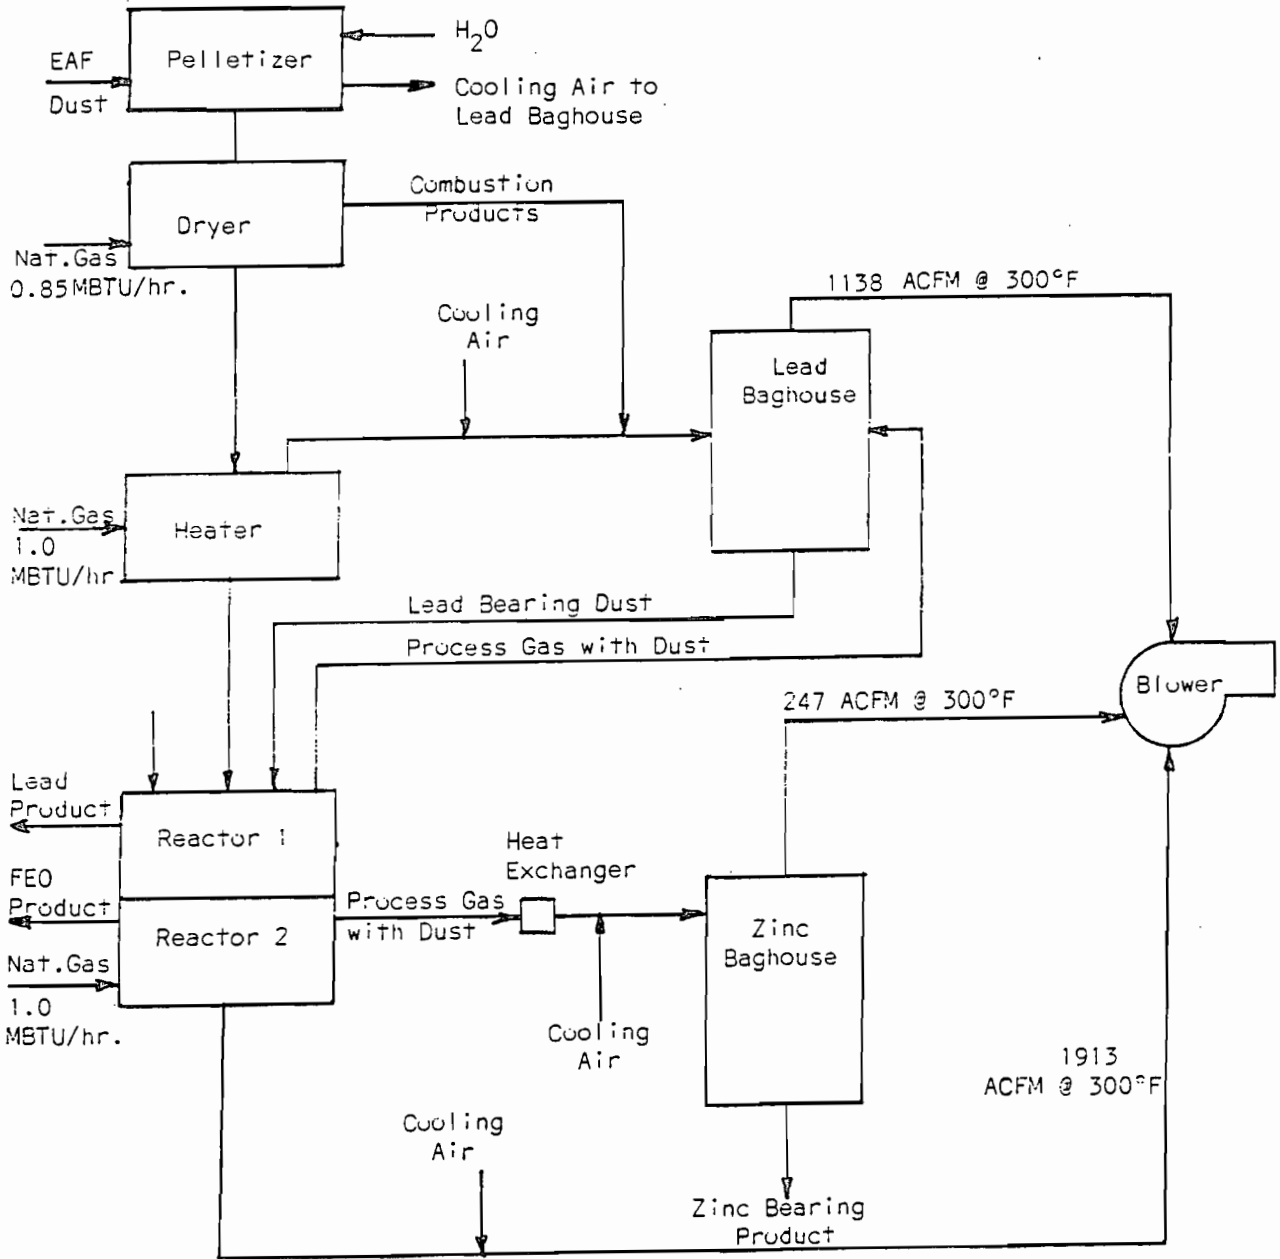 H2O
Pelletizer
EAF
Dust
Cooling Air to
Lead Baghouse
Combustion
Products
Dryer
Nat.Gas
0.85MBTU/hr.
1138 ACFM @ 300°F
Cooling
Air
Lead
Baghouse
Nat.Gas
1.0
MBTU/hr
Heater
Lead Bearing Dust
Process Gas with Dust
Blower
247 ACFM @ 300°F
Lead
Product
Reactor 1
Heat
Exchanger
FEO
Product
Process Gas
with Dust
Reactor 2
Zinc
Baghouse
Nat.Gas
1.0
MBTU/hr.
Cooling
Air
1913
ACFM @ 300°F
Cooling
Air
Zinc Bearing
Product